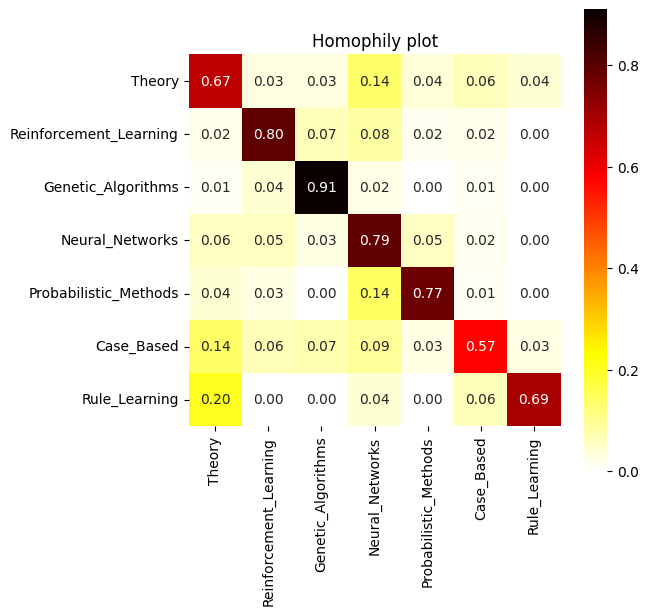 Homophily plot
Theory 0.67 0.03 0.03 0.14 0.04 0.06 0.04
Reinforcement_Learning 0.02 0.80 0.07 0.08 0.02 0.02 0.00
Genetic_Algorithms 0.01 0.04 0.91 0.02 0.00 0.01 0.00
Neural_Networks 0.06 0.05 0.03 0.79 0.05 0.02 0.00
Probabilistic_Methods 0.04 0.03 0.00 0.14 0.77 0.01 0.00
Case_Based 0.14 0.06 0.07 0.09 0.03 0.57 0.03
Rule_Learning 0.20 0.00 0.00 0.04 0.00 0.06 0.69
Theory
Reinforcement_Learning
Genetic_Algorithms
Neural_Networks
Probabilistic_Methods
Case_Based
Rule_Learning
0.8
0.6
0.4
0.2
0.0